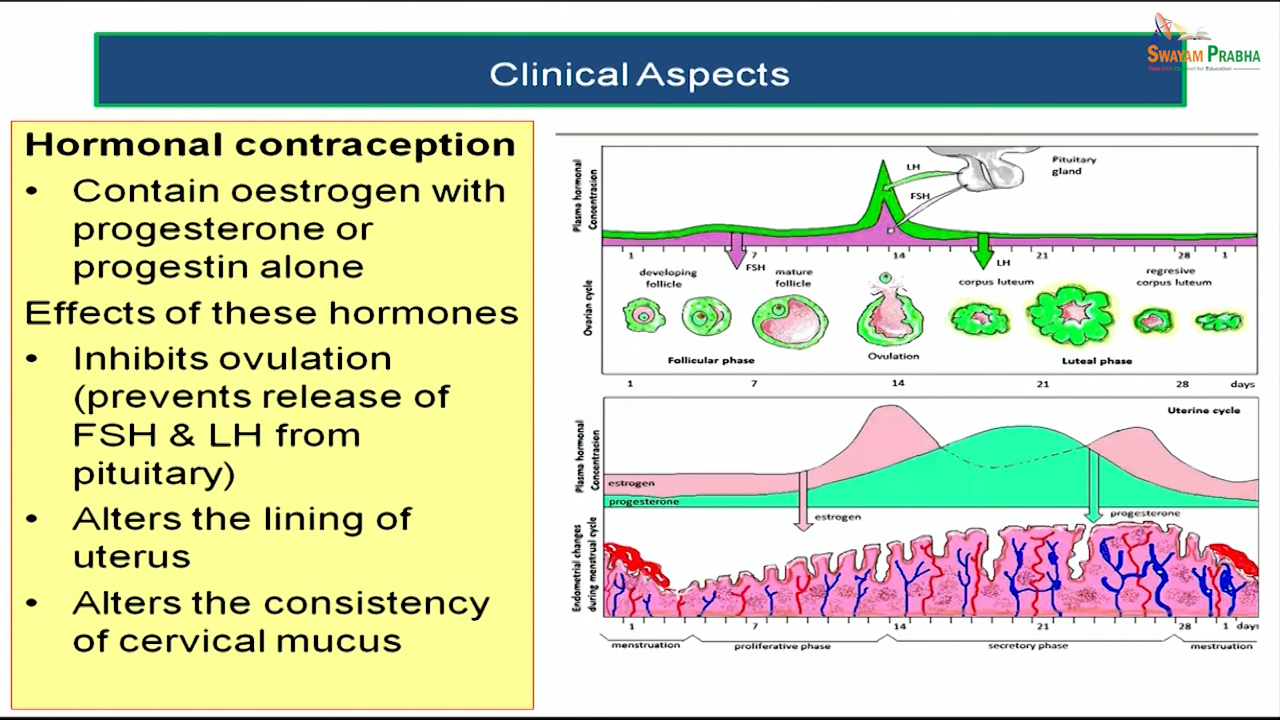 Clinical Aspects
SWAYAM PRABHA
Hormonal contraception
• Contain oestrogen with
progesterone or
progestin alone
Effects of these hormones
• Inhibits ovulation
(prevents release of
FSH & LH from
pituitary)
• Alters the lining of
uterus
• Alters the consistency
of cervical mucus
Plasma hormonal
Concentracion
LH
FSH
Pituitary
gland
1 7 14 21 28 1
FSH
LH
Ovarian cycle
developing
follicle
mature
follicle
corpus luteum
regresive
corpus luteum
Follicular phase
Ovulation
Luteal phase
1 7 14 21 28 days
Plasma hormonal
Concentracion
Uterine cycle
estrogen
progesterone
estrogen
progesterone
Endometrial changes
during menstrual cycle
1 7 14 21 28 1 days
menstruation
proliferative phase
secretory phase
mestruation